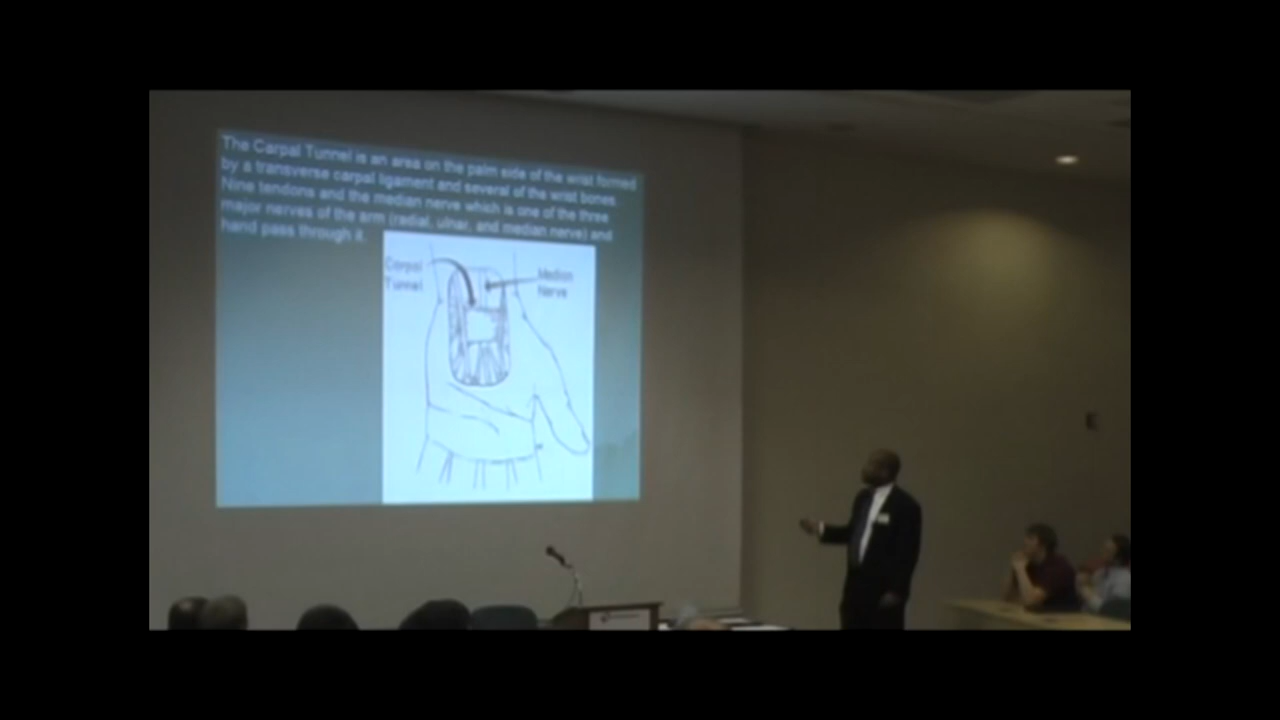 The Carpal Tunnel is an area on the palm side of the wrist formed
by a transverse carpal ligament and several of the wrist bones.
Nine tendons and the median nerve which is one of the three
major nerves of the arm (radial, ulnar, and median nerve) and
hand pass through it.
Carpal
Tunnel
Median
Nerve